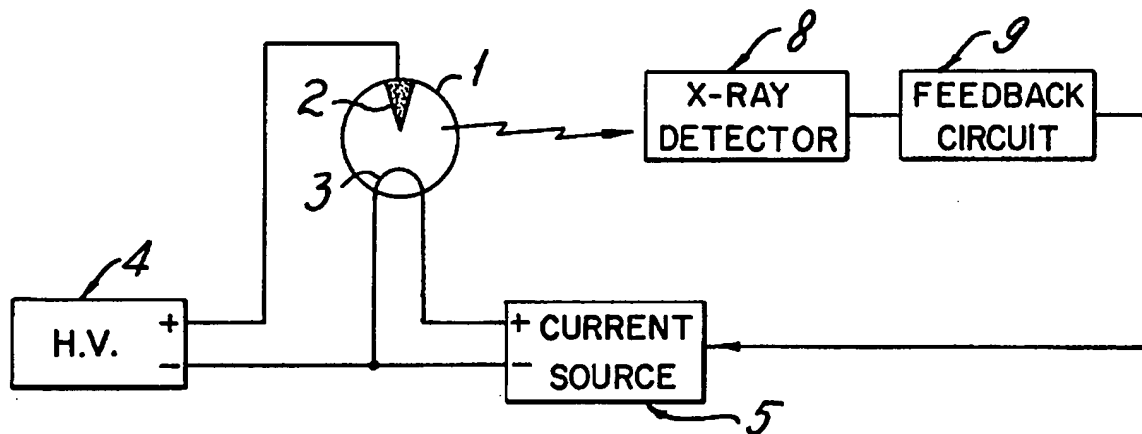 8
9
1
2
X-RAY
DETECTOR
FEEDBACK
CIRCUIT
3
4
H.V.
+
-
+
-
CURRENT
SOURCE
5